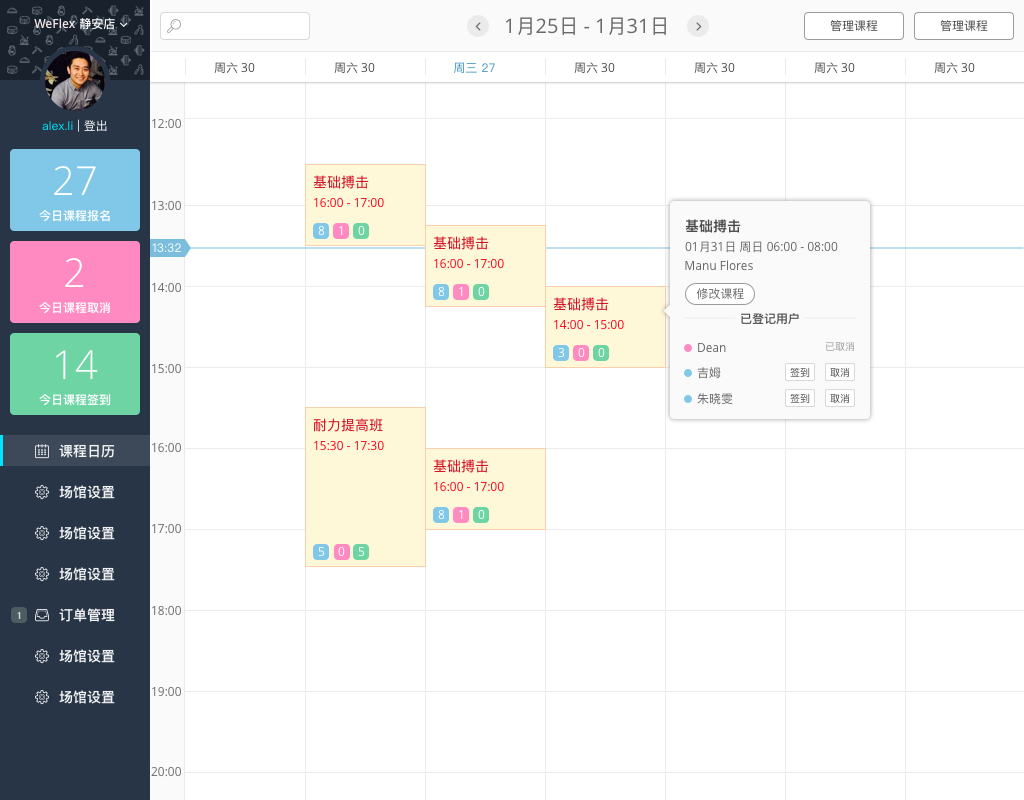 WeFlex 静安店
alex.li | 登出
27
今日课程报名
2
今日课程取消
14
今日课程签到
课程日历
场馆设置
场馆设置
场馆设置
1 订单管理
场馆设置
场馆设置
1月25日 - 1月31日
管理课程
管理课程
周六 30
周六 30
周三 27
周六 30
周六 30
周六 30
周六 30
12:00
13:00
13:32
14:00
15:00
16:00
17:00
18:00
19:00
20:00
基础搏击
16:00 - 17:00
8 1 0
耐力提高班
15:30 - 17:30
5 0 5
基础搏击
16:00 - 17:00
8 1 0
基础搏击
16:00 - 17:00
8 1 0
基础搏击
14:00 - 15:00
3 0 0
基础搏击
01月31日 周日 06:00 - 08:00
Manu Flores
修改课程
已登记用户
Dean 已取消
吉姆 签到 取消
朱晓雯 签到 取消